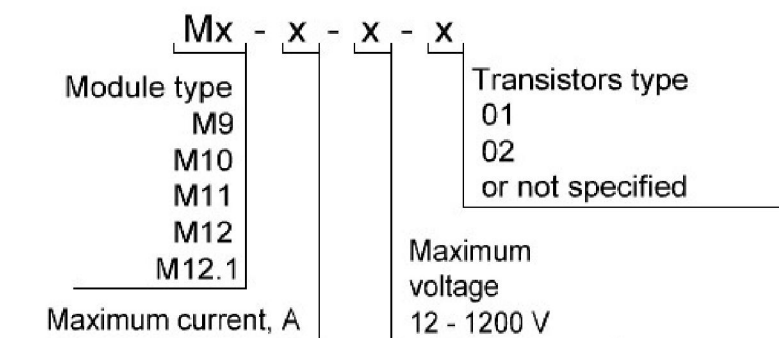 Mx - x - x - x
Module type
M9
M10
M11
M12
M12.1
Maximum current, A
Transistors type
01
02
or not specified
Maximum
voltage
12 - 1200 V